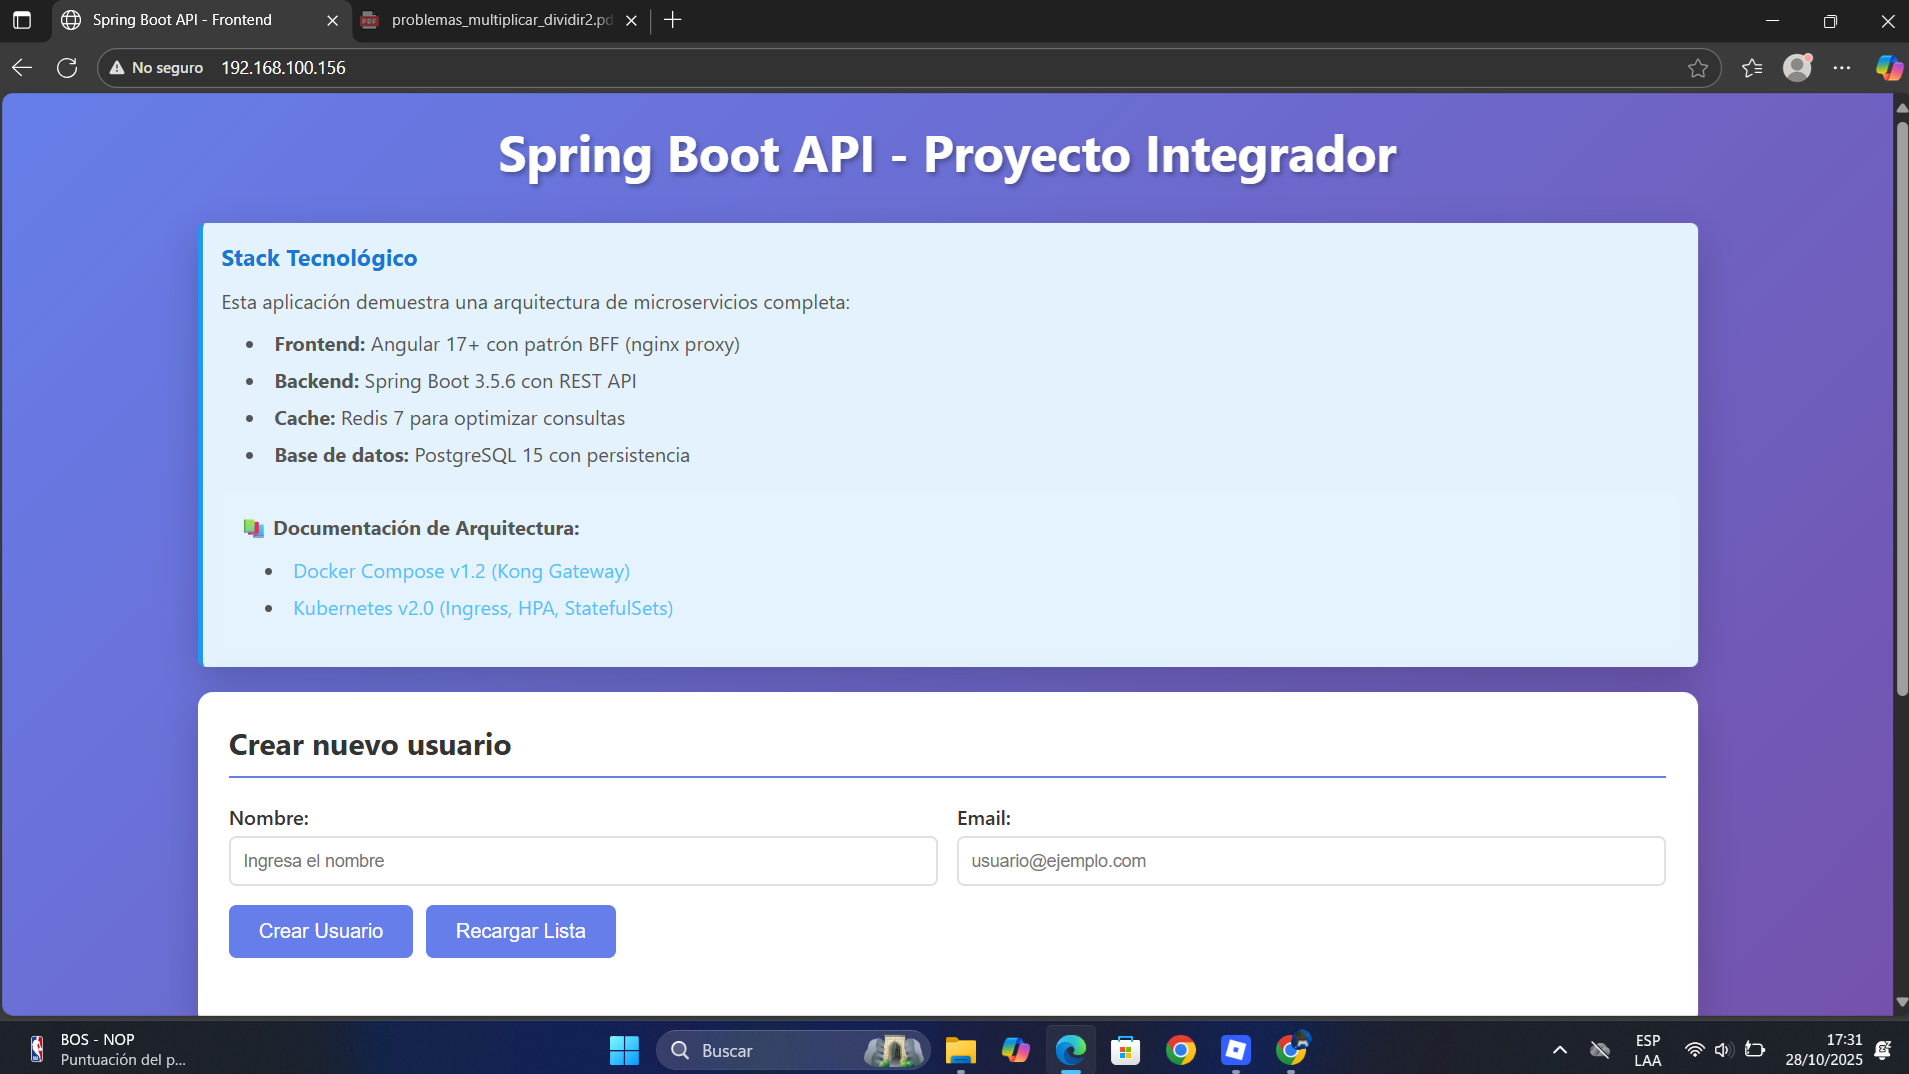 Spring Boot API - Frontend
problemas_multiplicar_dividir2.pd
No seguro
192.168.100.156
Spring Boot API - Proyecto Integrador
Stack Tecnológico
Esta aplicación demuestra una arquitectura de microservicios completa:
Frontend: Angular 17+ con patrón BFF (nginx proxy)
Backend: Spring Boot 3.5.6 con REST API
Cache: Redis 7 para optimizar consultas
Base de datos: PostgreSQL 15 con persistencia
Documentación de Arquitectura:
Docker Compose v1.2 (Kong Gateway)
Kubernetes v2.0 (Ingress, HPA, StatefulSets)
Crear nuevo usuario
Nombre:
Email:
Ingresa el nombre
usuario@ejemplo.com
Crear Usuario
Recargar Lista
BOS - NOP
Puntuación del p...
Buscar
ESP
LAA
17:31
28/10/2025